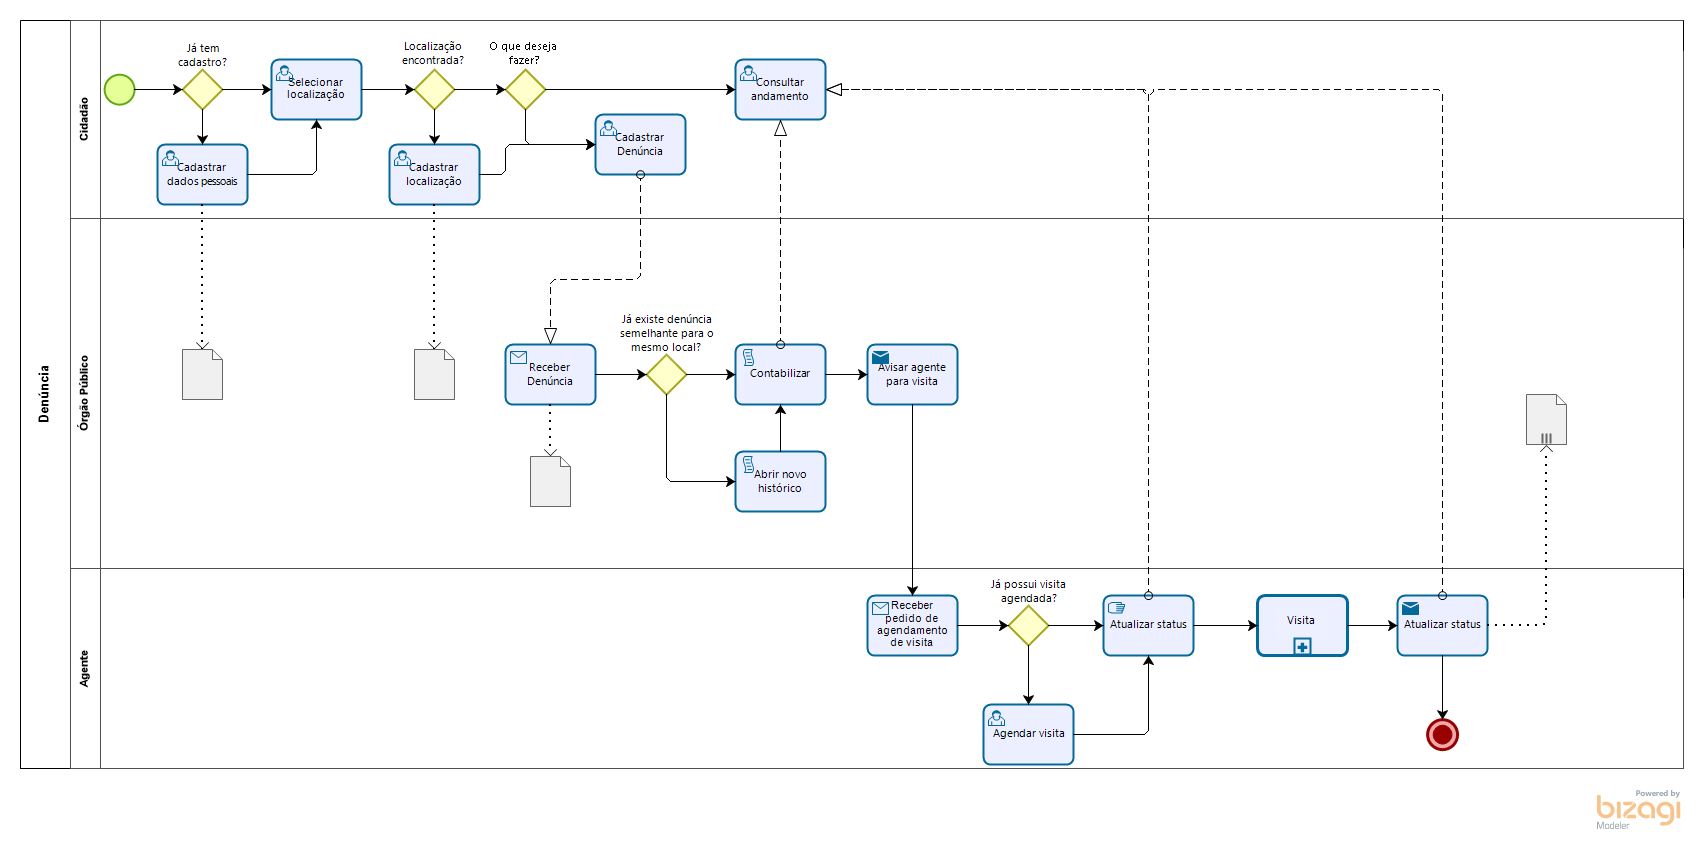 Denúncia
Cidadão
Já tem
cadastro?
Selecionar
localização
Cadastrar
dados pessoais
Localização
encontrada?
O que deseja
fazer?
Cadastrar
localização
Cadastrar
Denúncia
Consultar
andamento
Órgão Público
Receber
Denúncia
Já existe denúncia
semelhante para o
mesmo local?
Contabilizar
Abrir novo
histórico
Avisar agente
para visita
Agente
Receber
pedido de
agendamento
de visita
Já possui visita
agendada?
Agendar visita
Atualizar status
Visita
Atualizar status
Powered by
bizagi
Modeler